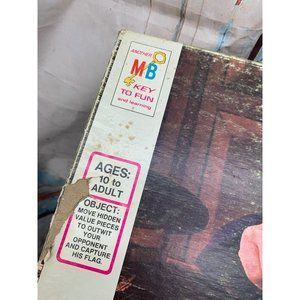 ANOTHER
MB
KEY
TO FUN
and learning
AGES:
10 to
ADULT
OBJECT:
MOVE HIDDEN
VALUE PIECES
TO OUTWIT
YOUR
OPPONENT
AND CAPTURE
HIS FLAG.